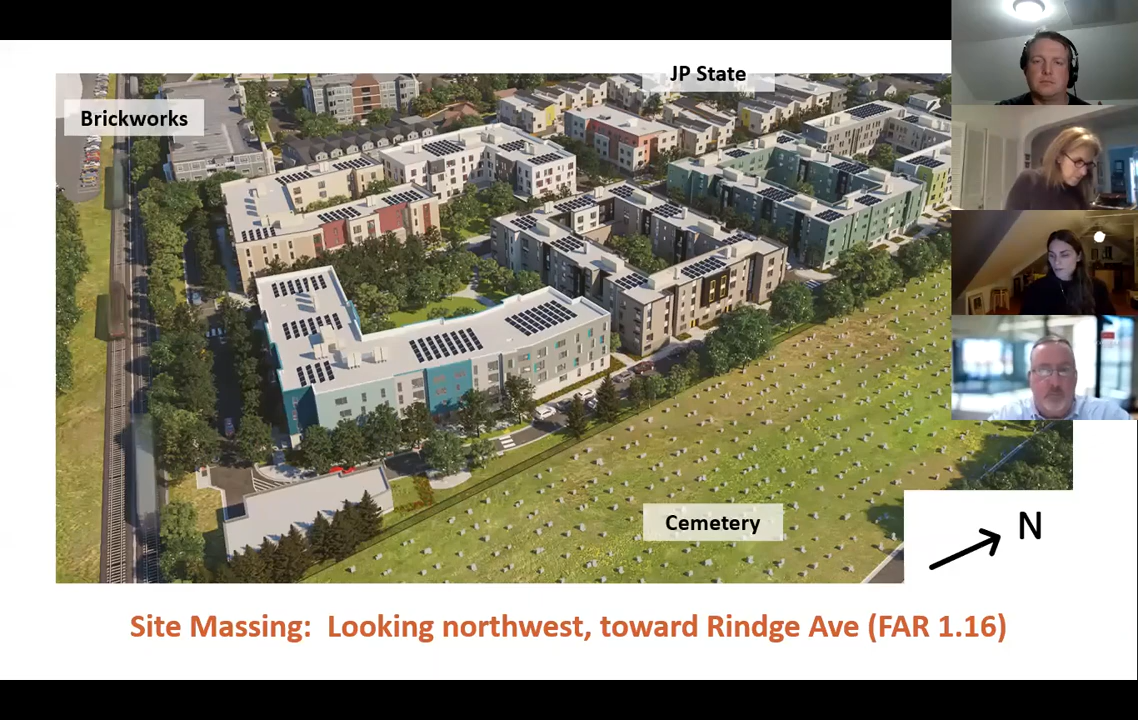 JP State
Brickworks
Cemetery
N
Site Massing: Looking northwest, toward Rindge Ave (FAR 1.16)